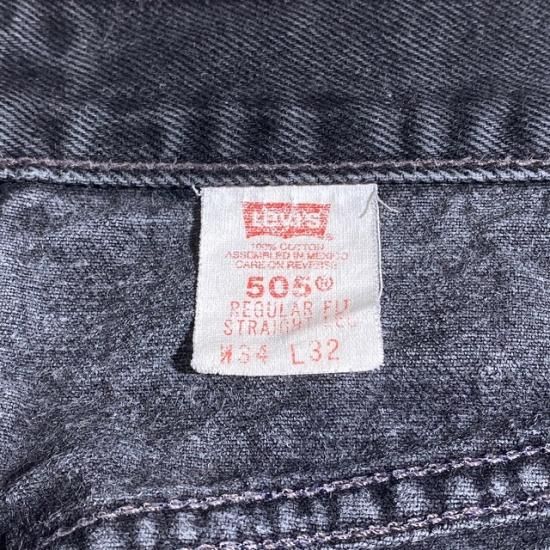 LEVI'S
100% COTTON
ASSEMBLED IN MEXICO
CARE ON REVERSE
505®
REGULAR FIT
STRAIGHT LEG
W34 L32